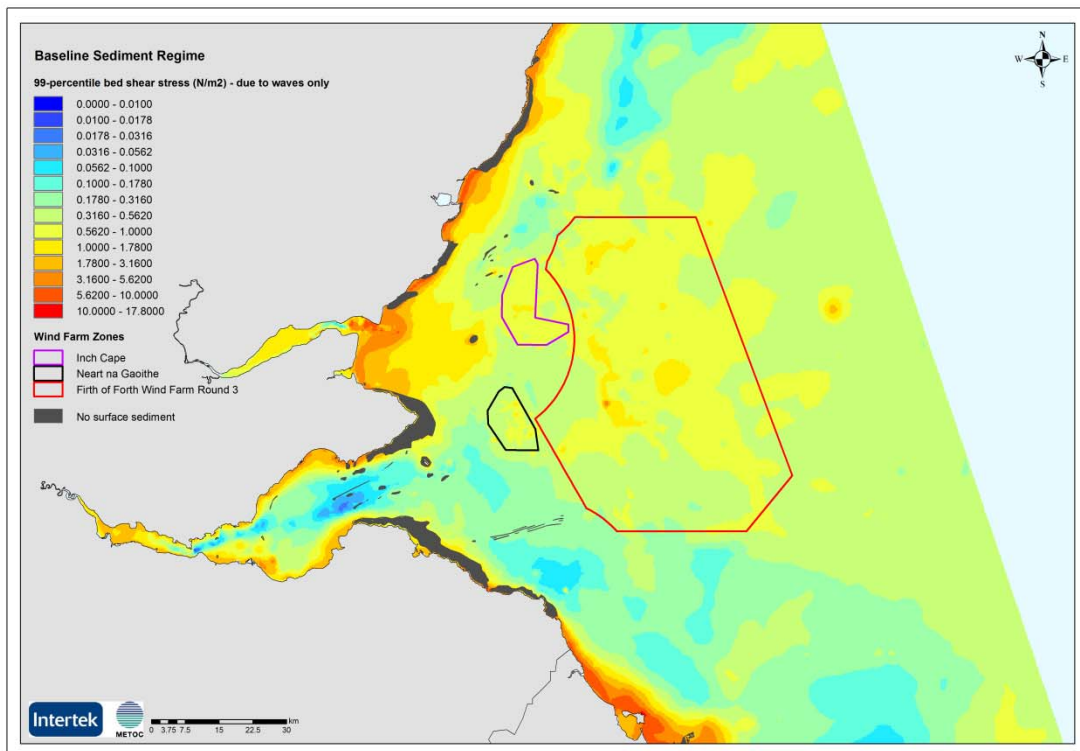 Baseline Sediment Regime
99-percentile bed shear stress (N/m2) - due to waves only
0.0000 - 0.0100
0.0100 - 0.0178
0.0178 - 0.0316
0.0316 - 0.0562
0.0562 - 0.1000
0.1000 - 0.1780
0.1780 - 0.3160
0.3160 - 0.5620
0.5620 - 1.0000
1.0000 - 1.7800
1.7800 - 3.1600
3.1600 - 5.6200
5.6200 - 10.0000
10.0000 - 17.8000
Wind Farm Zones
Inch Cape
Neart na Gaoithe
Firth of Forth Wind Farm Round 3
No surface sediment
N
W E
S
Intertek
METOC
km
0 3.75 7.5 15 22.5 30